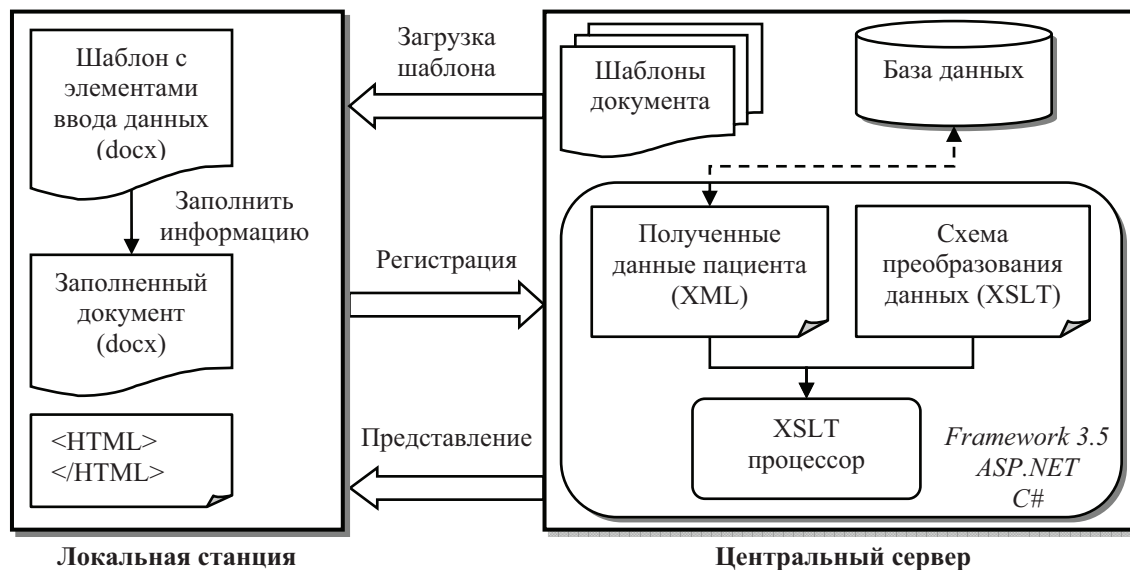 Шаблон с
элементами
ввода данных
(docx)
Заполнить
информацию
Заполненный
документ
(docx)
<HTML>
</HTML>
Локальная станция
Загрузка
шаблона
Регистрация
Представление
Шаблоны
документа
База данных
Полученные
данные пациента
(XML)
Схема
преобразования
данных (XSLT)
XSLT
процессор
Framework 3.5
ASP.NET
C#
Центральный сервер